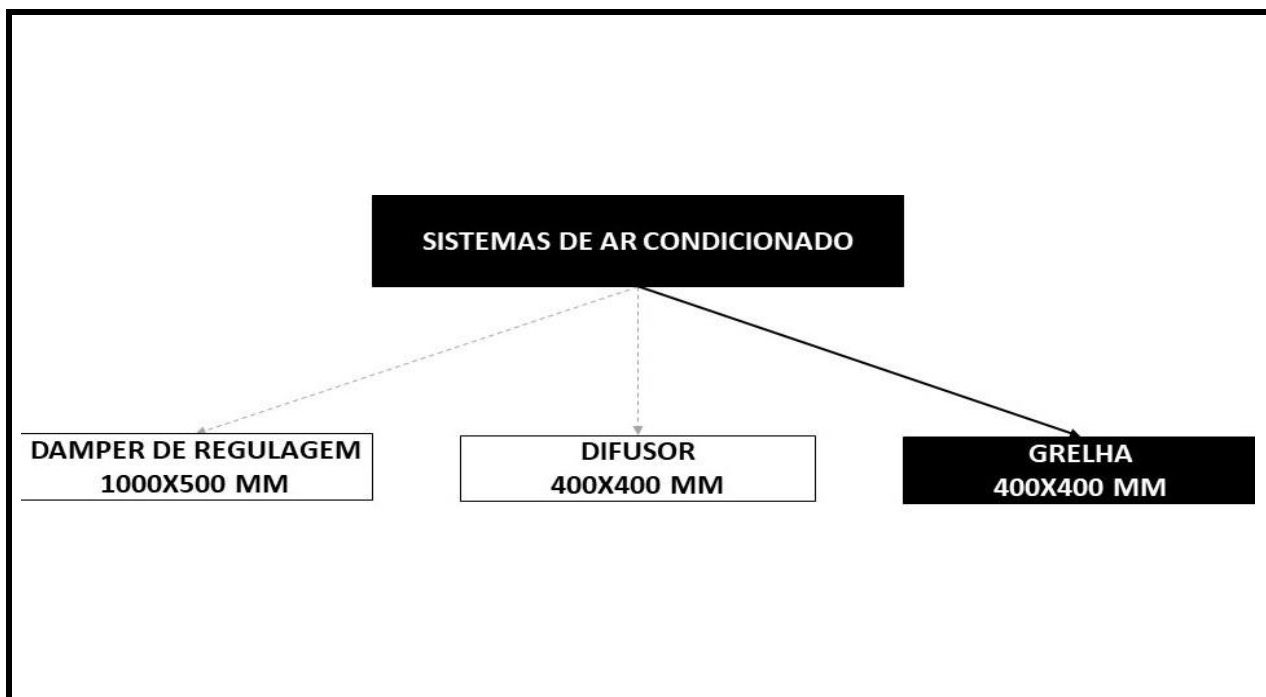 SISTEMAS DE AR CONDICIONADO
DAMPER DE REGULAGEM
1000X500 MM
DIFUSOR
400X400 MM
GRELHA
400X400 MM